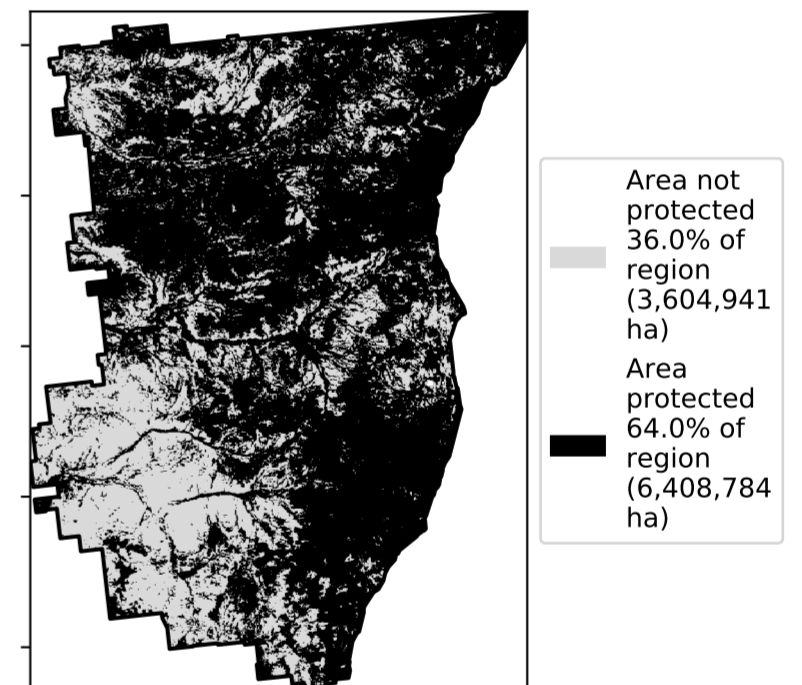 Area not
protected
36.0% of
region
(3,604,941
ha)
Area
protected
64.0% of
region
(6,408,784
ha)